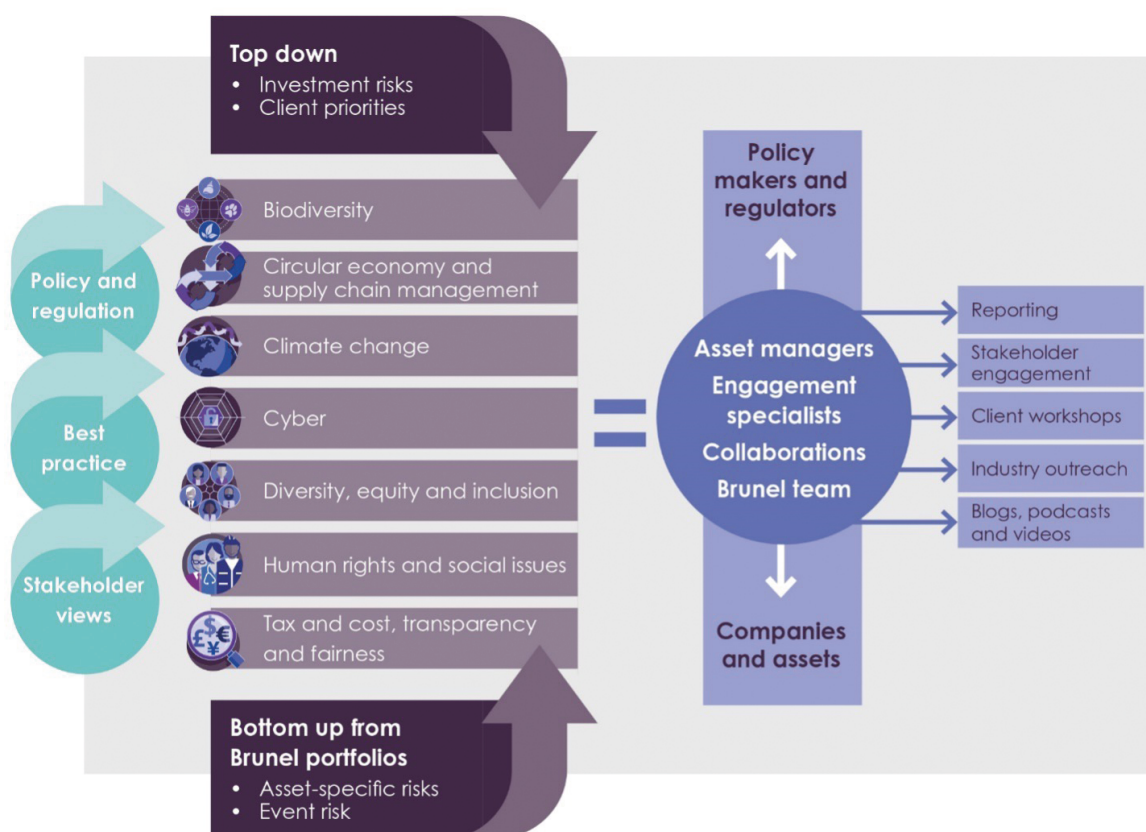 Top down
• Investment risks
• Client priorities
Policy and
regulation
Best
practice
Stakeholder
views
Biodiversity
Circular economy and
supply chain management
Climate change
Cyber
Diversity, equity and inclusion
Human rights and social issues
£$€¥
Tax and cost, transparency
and fairness
Bottom up from
Brunel portfolios
• Asset-specific risks
• Event risk
=
Policy
makers and
regulators
Asset managers
Engagement
specialists
Collaborations
Brunel team
Companies
and assets
Reporting
Stakeholder
engagement
Client workshops
Industry outreach
Blogs, podcasts
and videos